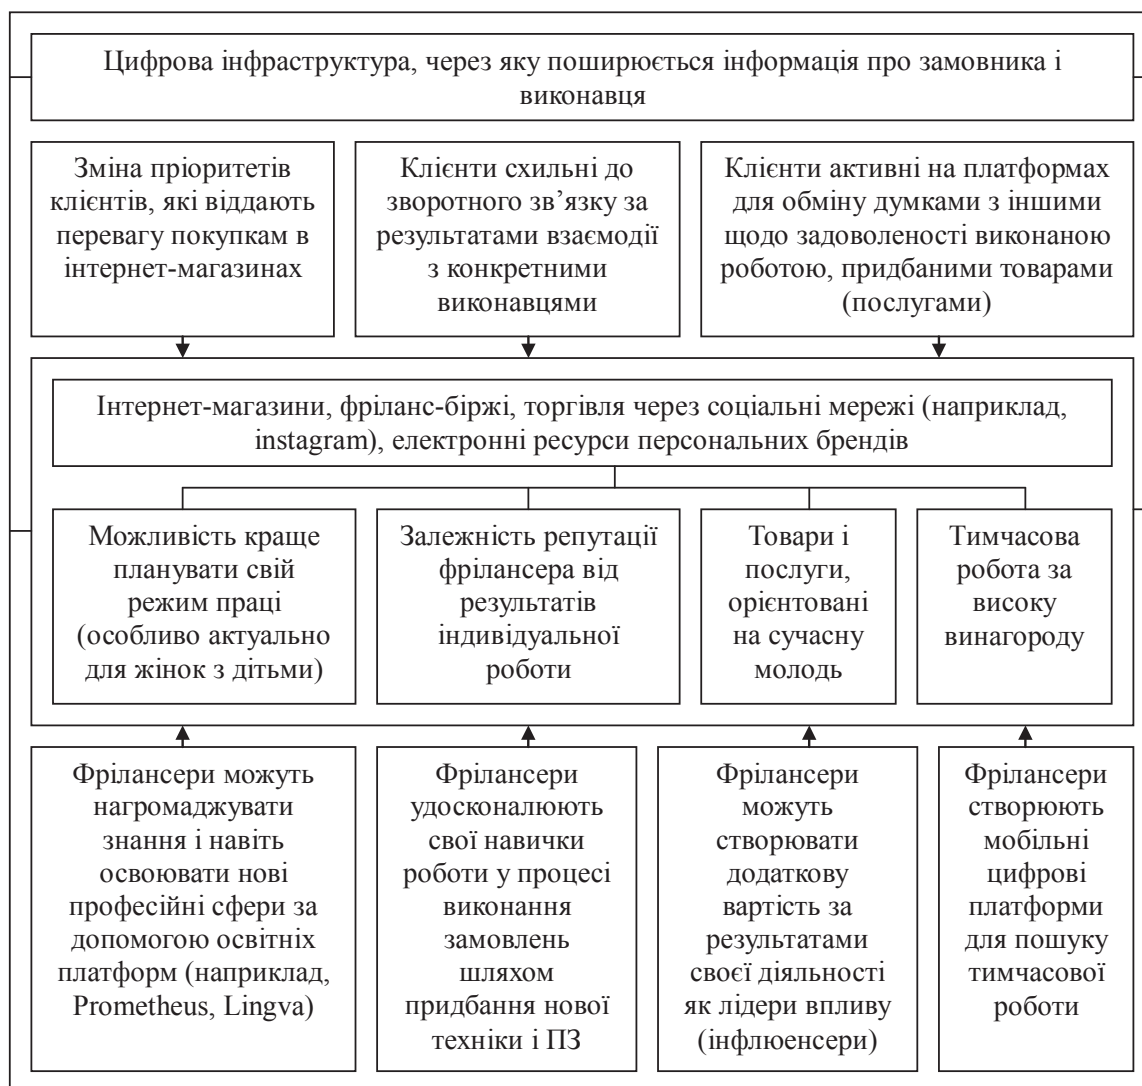 Цифрова інфраструктура, через яку поширюється інформація про замовника і
виконавця
Зміна пріоритетів
клієнтів, які віддають
перевагу покупкам в
інтернет-магазинах
Клієнти схильні до
зворотного зв’язку за
результатами взаємодії
з конкретними
виконавцями
Клієнти активні на платформах
для обміну думками з іншими
щодо задоволеності виконаною
роботою, придбаними товарами
(послугами)
Інтернет-магазини, фріланс-біржі, торгівля через соціальні мережі (наприклад,
instagram), електронні ресурси персональних брендів
Можливість краще
планувати свій
режим праці
(особливо актуально
для жінок з дітьми)
Залежність репутації
фрілансера від
результатів
індивідуальної
роботи
Товари і
послуги,
орієнтовані
на сучасну
молодь
Тимчасова
робота за
високу
винагороду
Фрілансери можуть
нагромаджувати
знання і навіть
освоювати нові
професійні сфери за
допомогою освітніх
платформ (наприклад,
Prometheus, Lingva)
Фрілансери
удосконалюють
свої навички
роботи у процесі
виконання
замовлень
шляхом
придбання нової
техніки і ПЗ
Фрілансери
можуть
створювати
додаткову
вартість за
результатами
своєї діяльності
як лідери впливу
(інфлюенсери)
Фрілансери
створюють
мобільні
цифрові
платформи
для пошуку
тимчасової
роботи